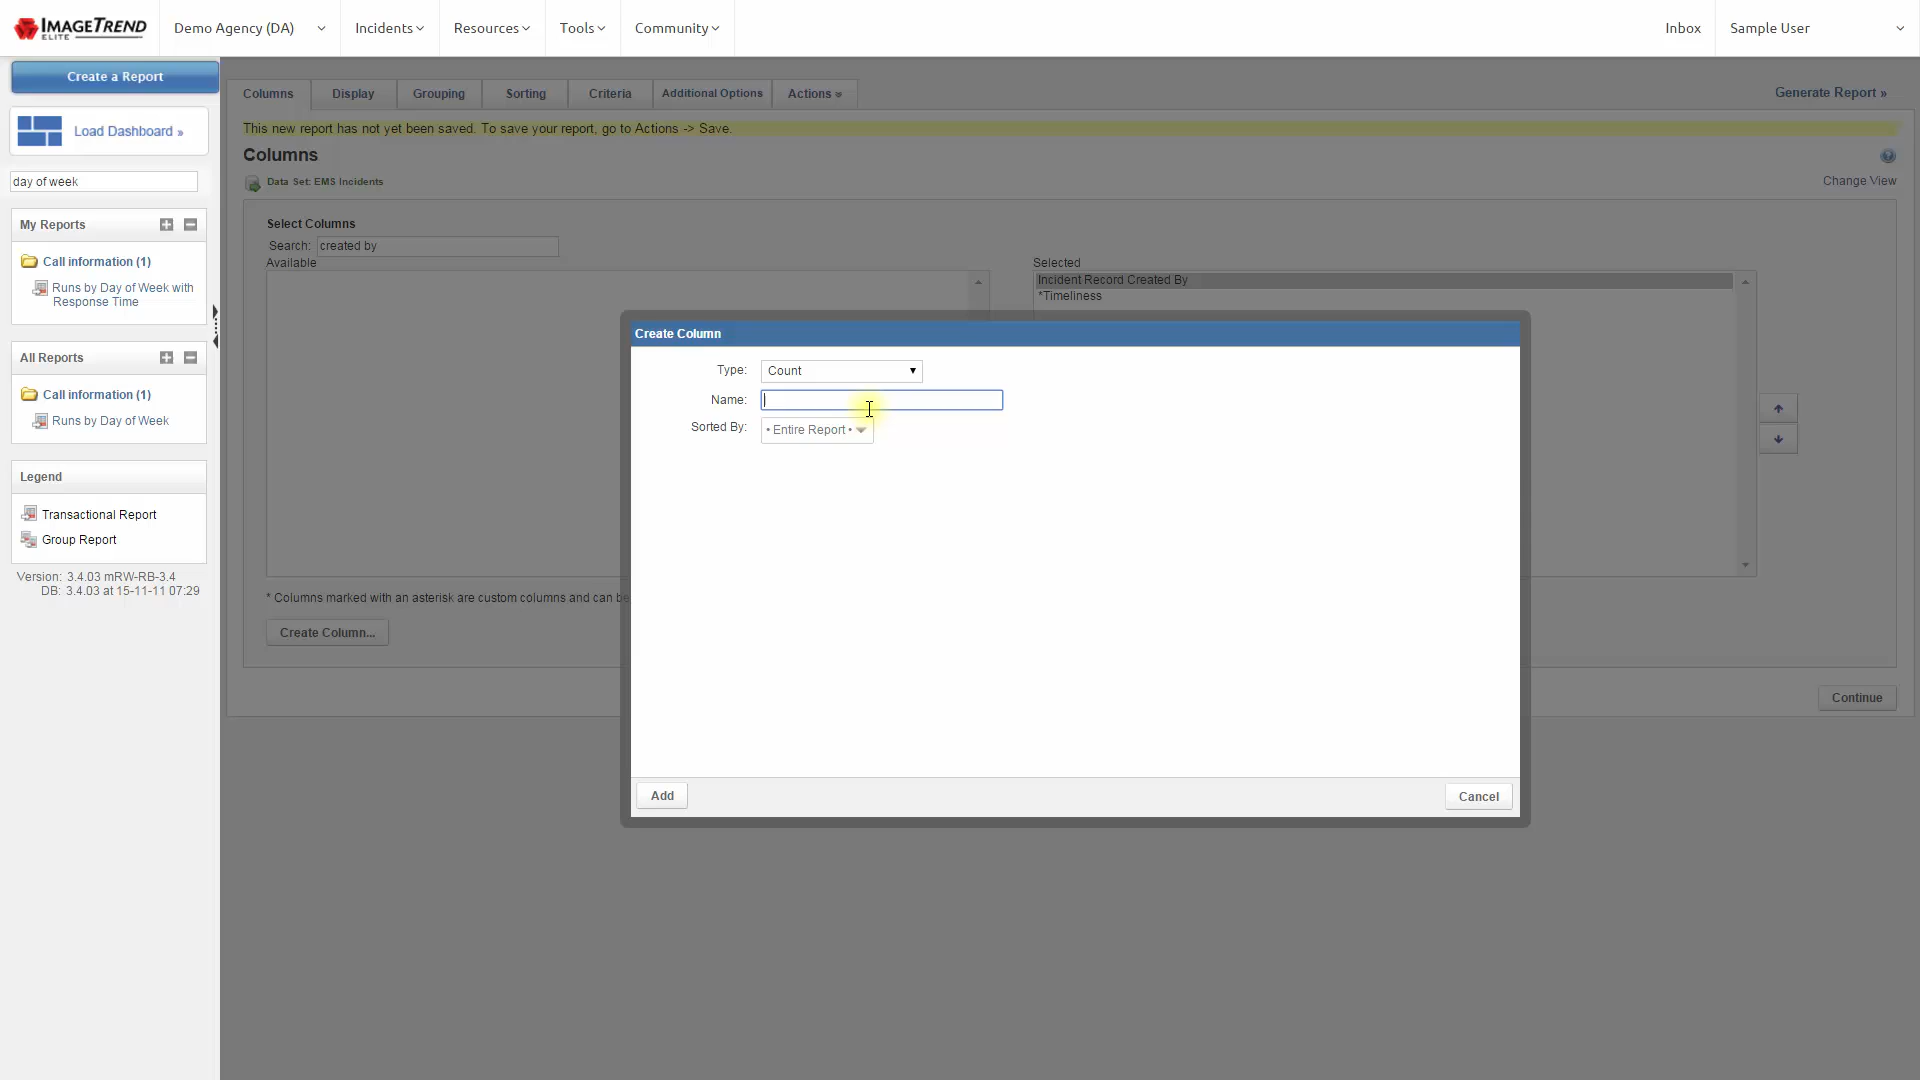 IMAGETREND
ELITE
Demo Agency (DA)
Incidents
Resources
Tools
Community
Inbox
Sample User
Create a Report
Load Dashboard »
day of week
My Reports
Call information (1)
Runs by Day of Week with
Response Time
All Reports
Call information (1)
Runs by Day of Week
Legend
Transactional Report
Group Report
Version: 3.4.03 mRW-RB-3.4
DB: 3.4.03 at 15-11-11 07:29
Columns
Display
Grouping
Sorting
Criteria
Additional Options
Actions
Generate Report »
This new report has not yet been saved. To save your report, go to Actions -> Save.
Columns
Data Set: EMS Incidents
Change View
Select Columns
Search: created by
Available
Selected
Incident Record Created By
*Timeliness
* Columns marked with an asterisk are custom columns and can be
Create Column...
Continue
Create Column
Type: Count
Name:
Sorted By: • Entire Report •
Add
Cancel